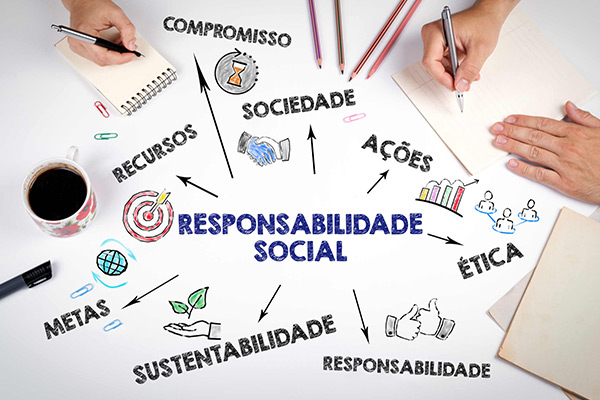 COMPROMISSO
SOCIEDADE
RECURSOS
AÇÕES
RESPONSABILIDADE
SOCIAL
ÉTICA
METAS
SUSTENTABILIDADE
RESPONSABILIDADE